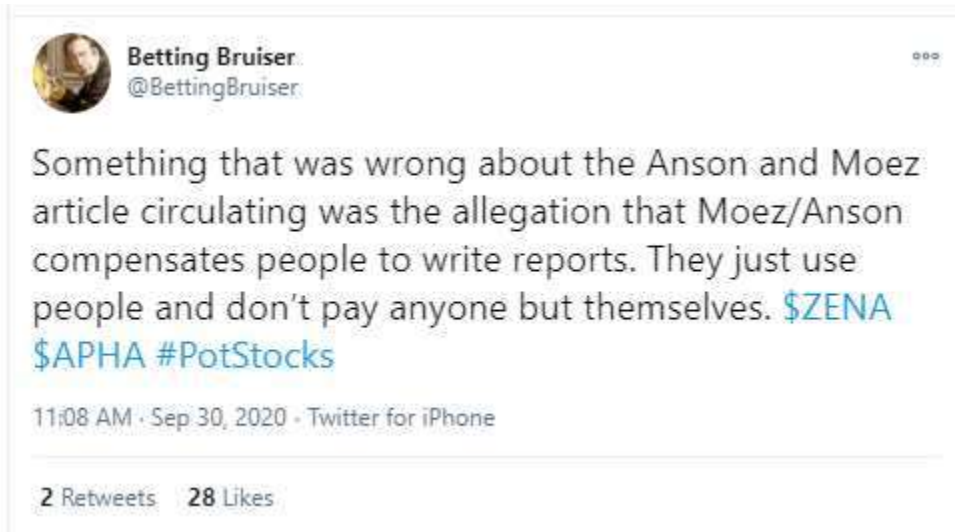 Betting Bruiser
@BettingBruiser
Something that was wrong about the Anson and Moez
article circulating was the allegation that Moez/Anson
compensates people to write reports. They just use
people and don't pay anyone but themselves. $ZENA
$APHA #PotStocks
11:08 AM · Sep 30, 2020 · Twitter for iPhone
2 Retweets 28 Likes